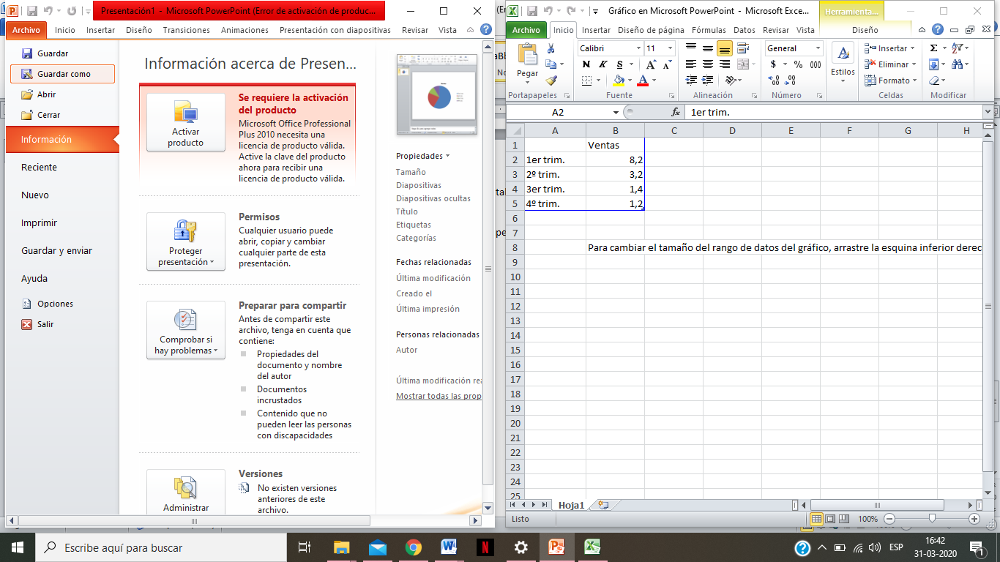 Presentación1 - Microsoft PowerPoint (Error de activación de produc...
Archivo Inicio Insertar Diseño Transiciones Animaciones Presentación con diapositivas Revisar Vista
Guardar
Guardar como
Abrir
Cerrar
Información
Reciente
Nuevo
Imprimir
Guardar y enviar
Ayuda
Opciones
Salir
Información acerca de Presen...
Activar
producto
Se requiere la activación
del producto
Microsoft Office Professional
Plus 2010 necesita una
licencia de producto válida.
Active la clave del producto
ahora para recibir una
licencia de producto válida.
Proteger
presentación
Permisos
Cualquier usuario puede
abrir, copiar y cambiar
cualquier parte de esta
presentación.
Comprobar si
hay problemas
Preparar para compartir
Antes de compartir este
archivo, tenga en cuenta que
contiene:
Propiedades del
documento y nombre
del autor
Documentos
incrustados
Contenido que no
pueden leer las personas
con discapacidades
Administrar
Versiones
No existen versiones
anteriores de este
archivo.
Propiedades
Tamaño
Diapositivas
Diapositivas ocultas
Título
Etiquetas
Categorías
Fechas relacionadas
Última modificación
Creado el
Última impresión
Personas relacionadas
Autor
Última modificación rea
Mostrar todas las prop
Gráfico en Microsoft PowerPoint - Microsoft Exce...
Herramienta...
Archivo Inicio Insertar Diseño de página Fórmulas Datos Revisar Vista Diseño
Pegar
Portapapeles
Calibri 11
N K S
Fuente
Alineación
General
$ % 000
Número
Estilos
Insertar
Eliminar
Formato
Celdas
Modificar
A2 fx 1er trim.
A B C D E F G H
1 Ventas
2 1er trim. 8,2
3 2º trim. 3,2
4 3er trim. 1,4
5 4º trim. 1,2
6
7
8 Para cambiar el tamaño del rango de datos del gráfico, arrastre la esquina inferior derec
9
10
11
12
13
14
15
16
17
18
19
20
21
22
23
24
25
Hoja1
Listo 100%
Escribe aquí para buscar
ESP
16:42
31-03-2020
1